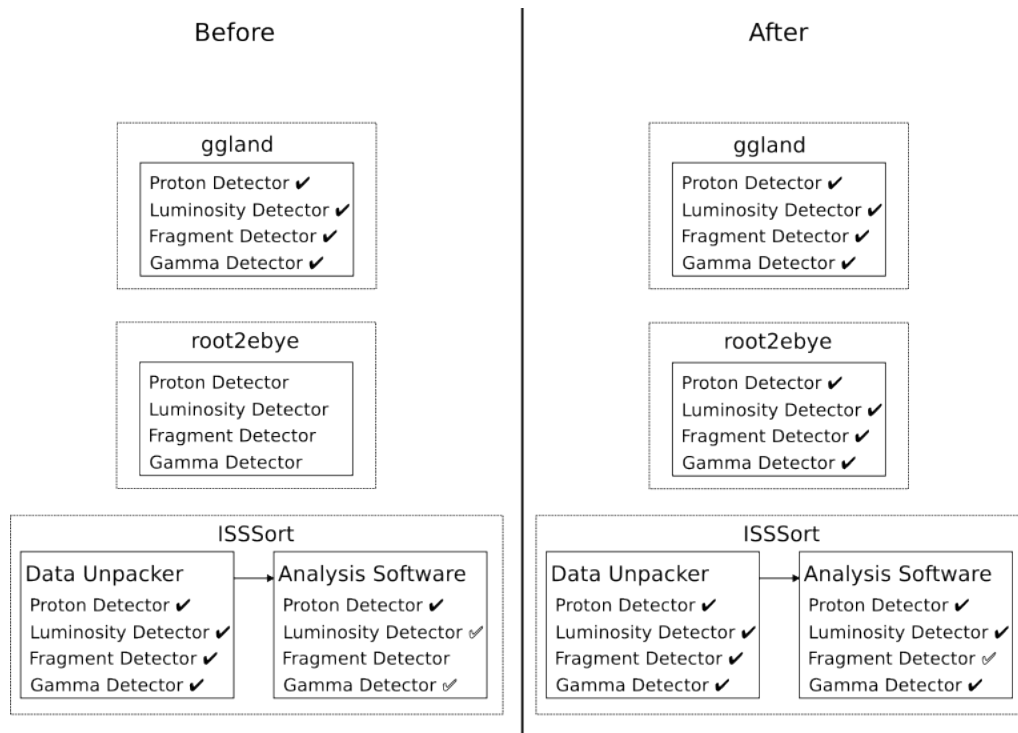 Before
ggland
Proton Detector ✔
Luminosity Detector ✔
Fragment Detector ✔
Gamma Detector ✔
root2ebye
Proton Detector
Luminosity Detector
Fragment Detector
Gamma Detector
ISSSort
Data Unpacker
Proton Detector ✔
Luminosity Detector ✔
Fragment Detector ✔
Gamma Detector ✔
Analysis Software
Proton Detector ✔
Luminosity Detector ✅
Fragment Detector
Gamma Detector ✅
After
ggland
Proton Detector ✔
Luminosity Detector ✔
Fragment Detector ✔
Gamma Detector ✔
root2ebye
Proton Detector ✔
Luminosity Detector ✔
Fragment Detector ✔
Gamma Detector ✔
ISSSort
Data Unpacker
Proton Detector ✔
Luminosity Detector ✔
Fragment Detector ✔
Gamma Detector ✔
Analysis Software
Proton Detector ✔
Luminosity Detector ✔
Fragment Detector ✅
Gamma Detector ✔